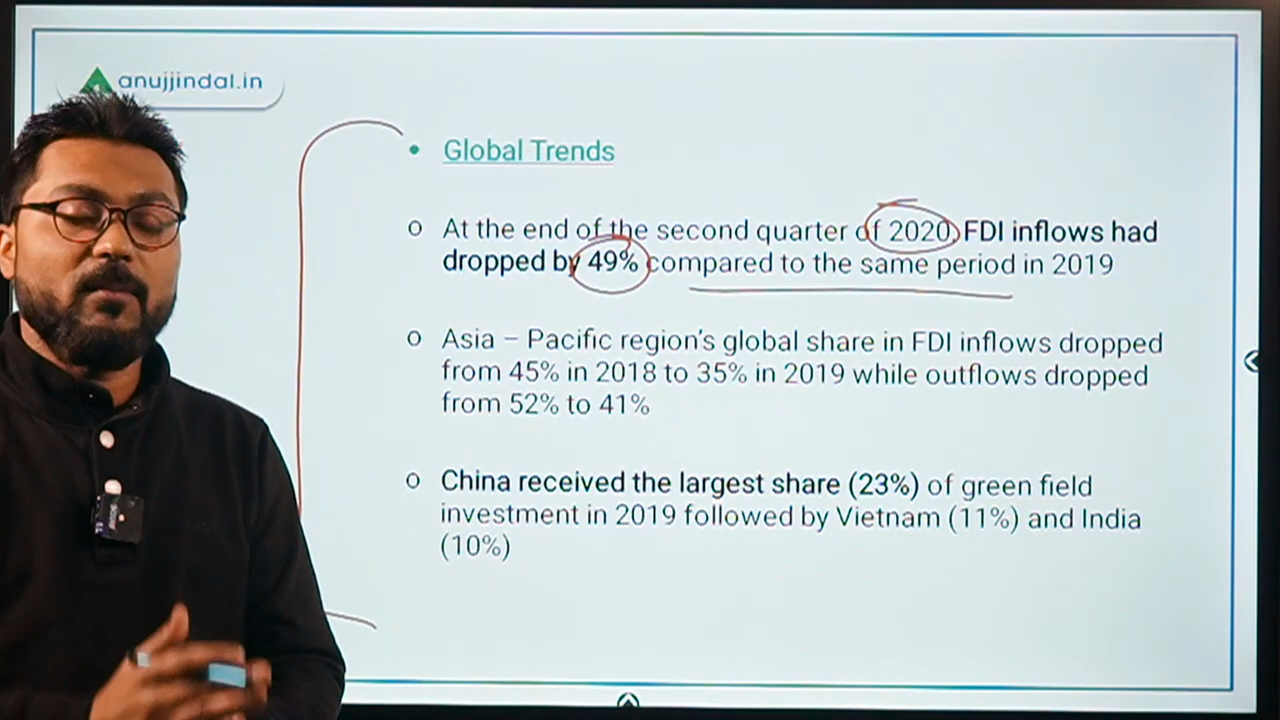 anujjindal.in
• Global Trends
o At the end of the second quarter of 2020, FDI inflows had
dropped by 49% compared to the same period in 2019
o Asia – Pacific region's global share in FDI inflows dropped
from 45% in 2018 to 35% in 2019 while outflows dropped
from 52% to 41%
o China received the largest share (23%) of green field
investment in 2019 followed by Vietnam (11%) and India
(10%)